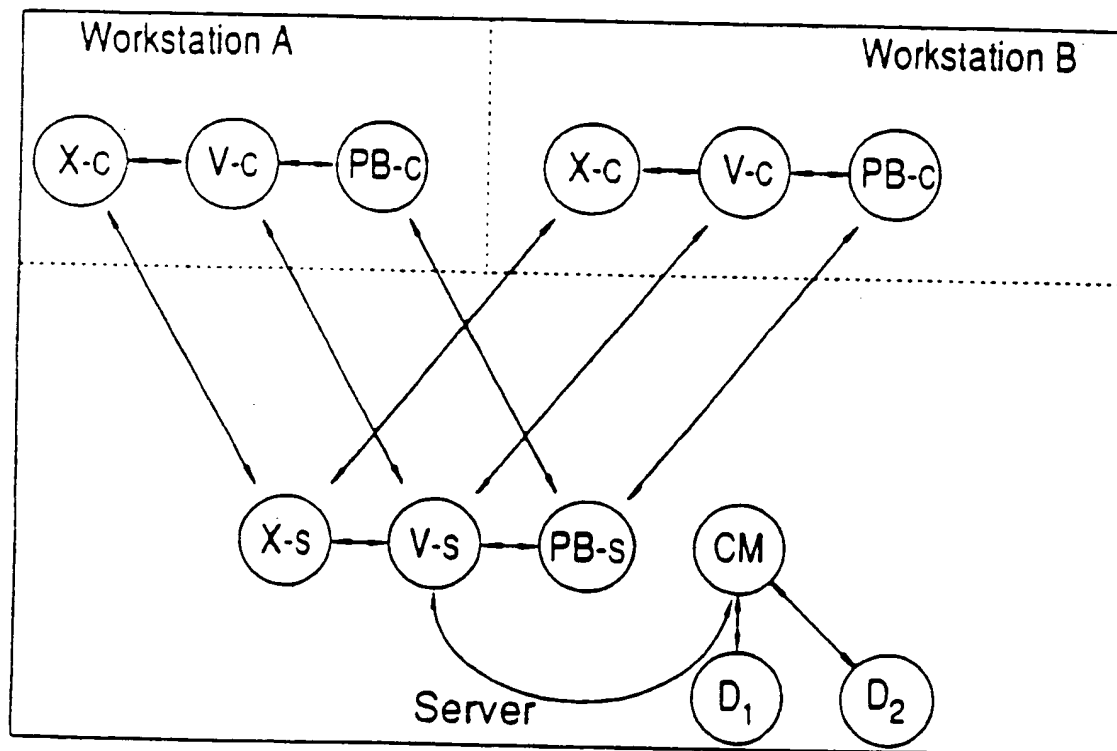 Workstation A
Workstation B
X-c V-c PB-c X-c V-c PB-c
X-s V-s PB-s CM
Server D1 D2